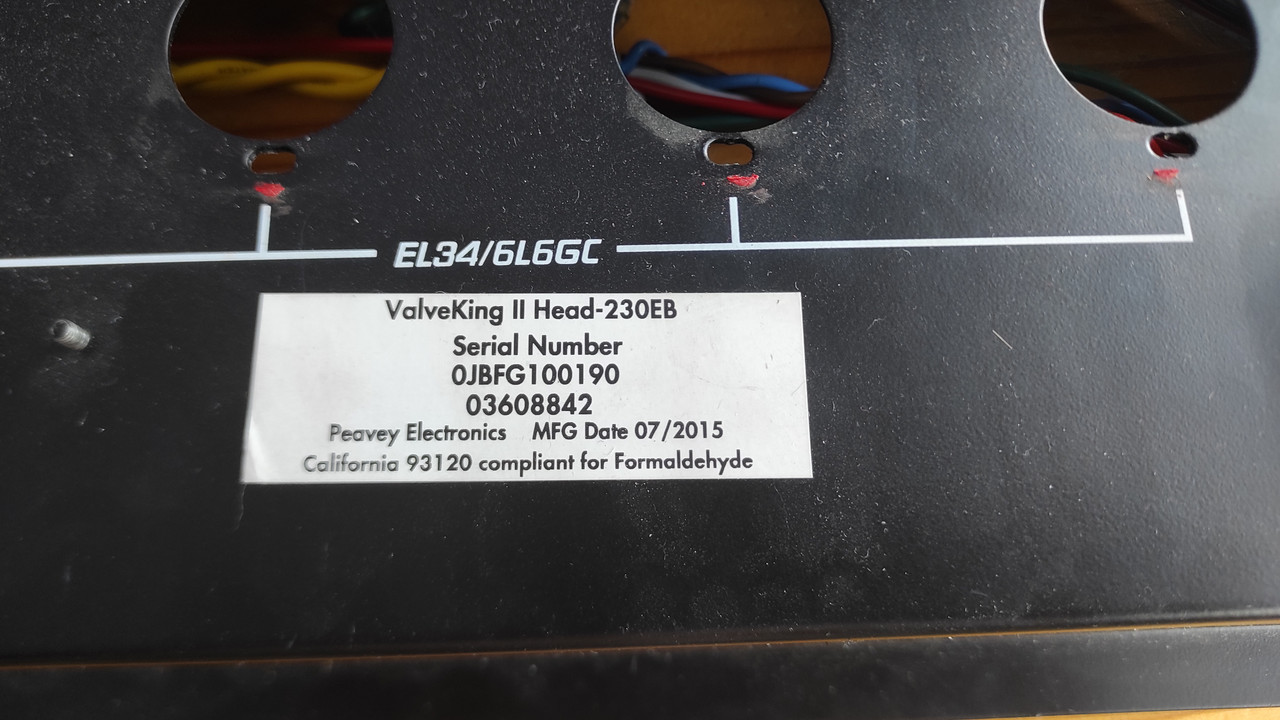 EL34/6L6GC
ValveKing II Head-230EB
Serial Number
0JBFG100190
03608842
Peavey Electronics MFG Date 07/2015
California 93120 compliant for Formaldehyde